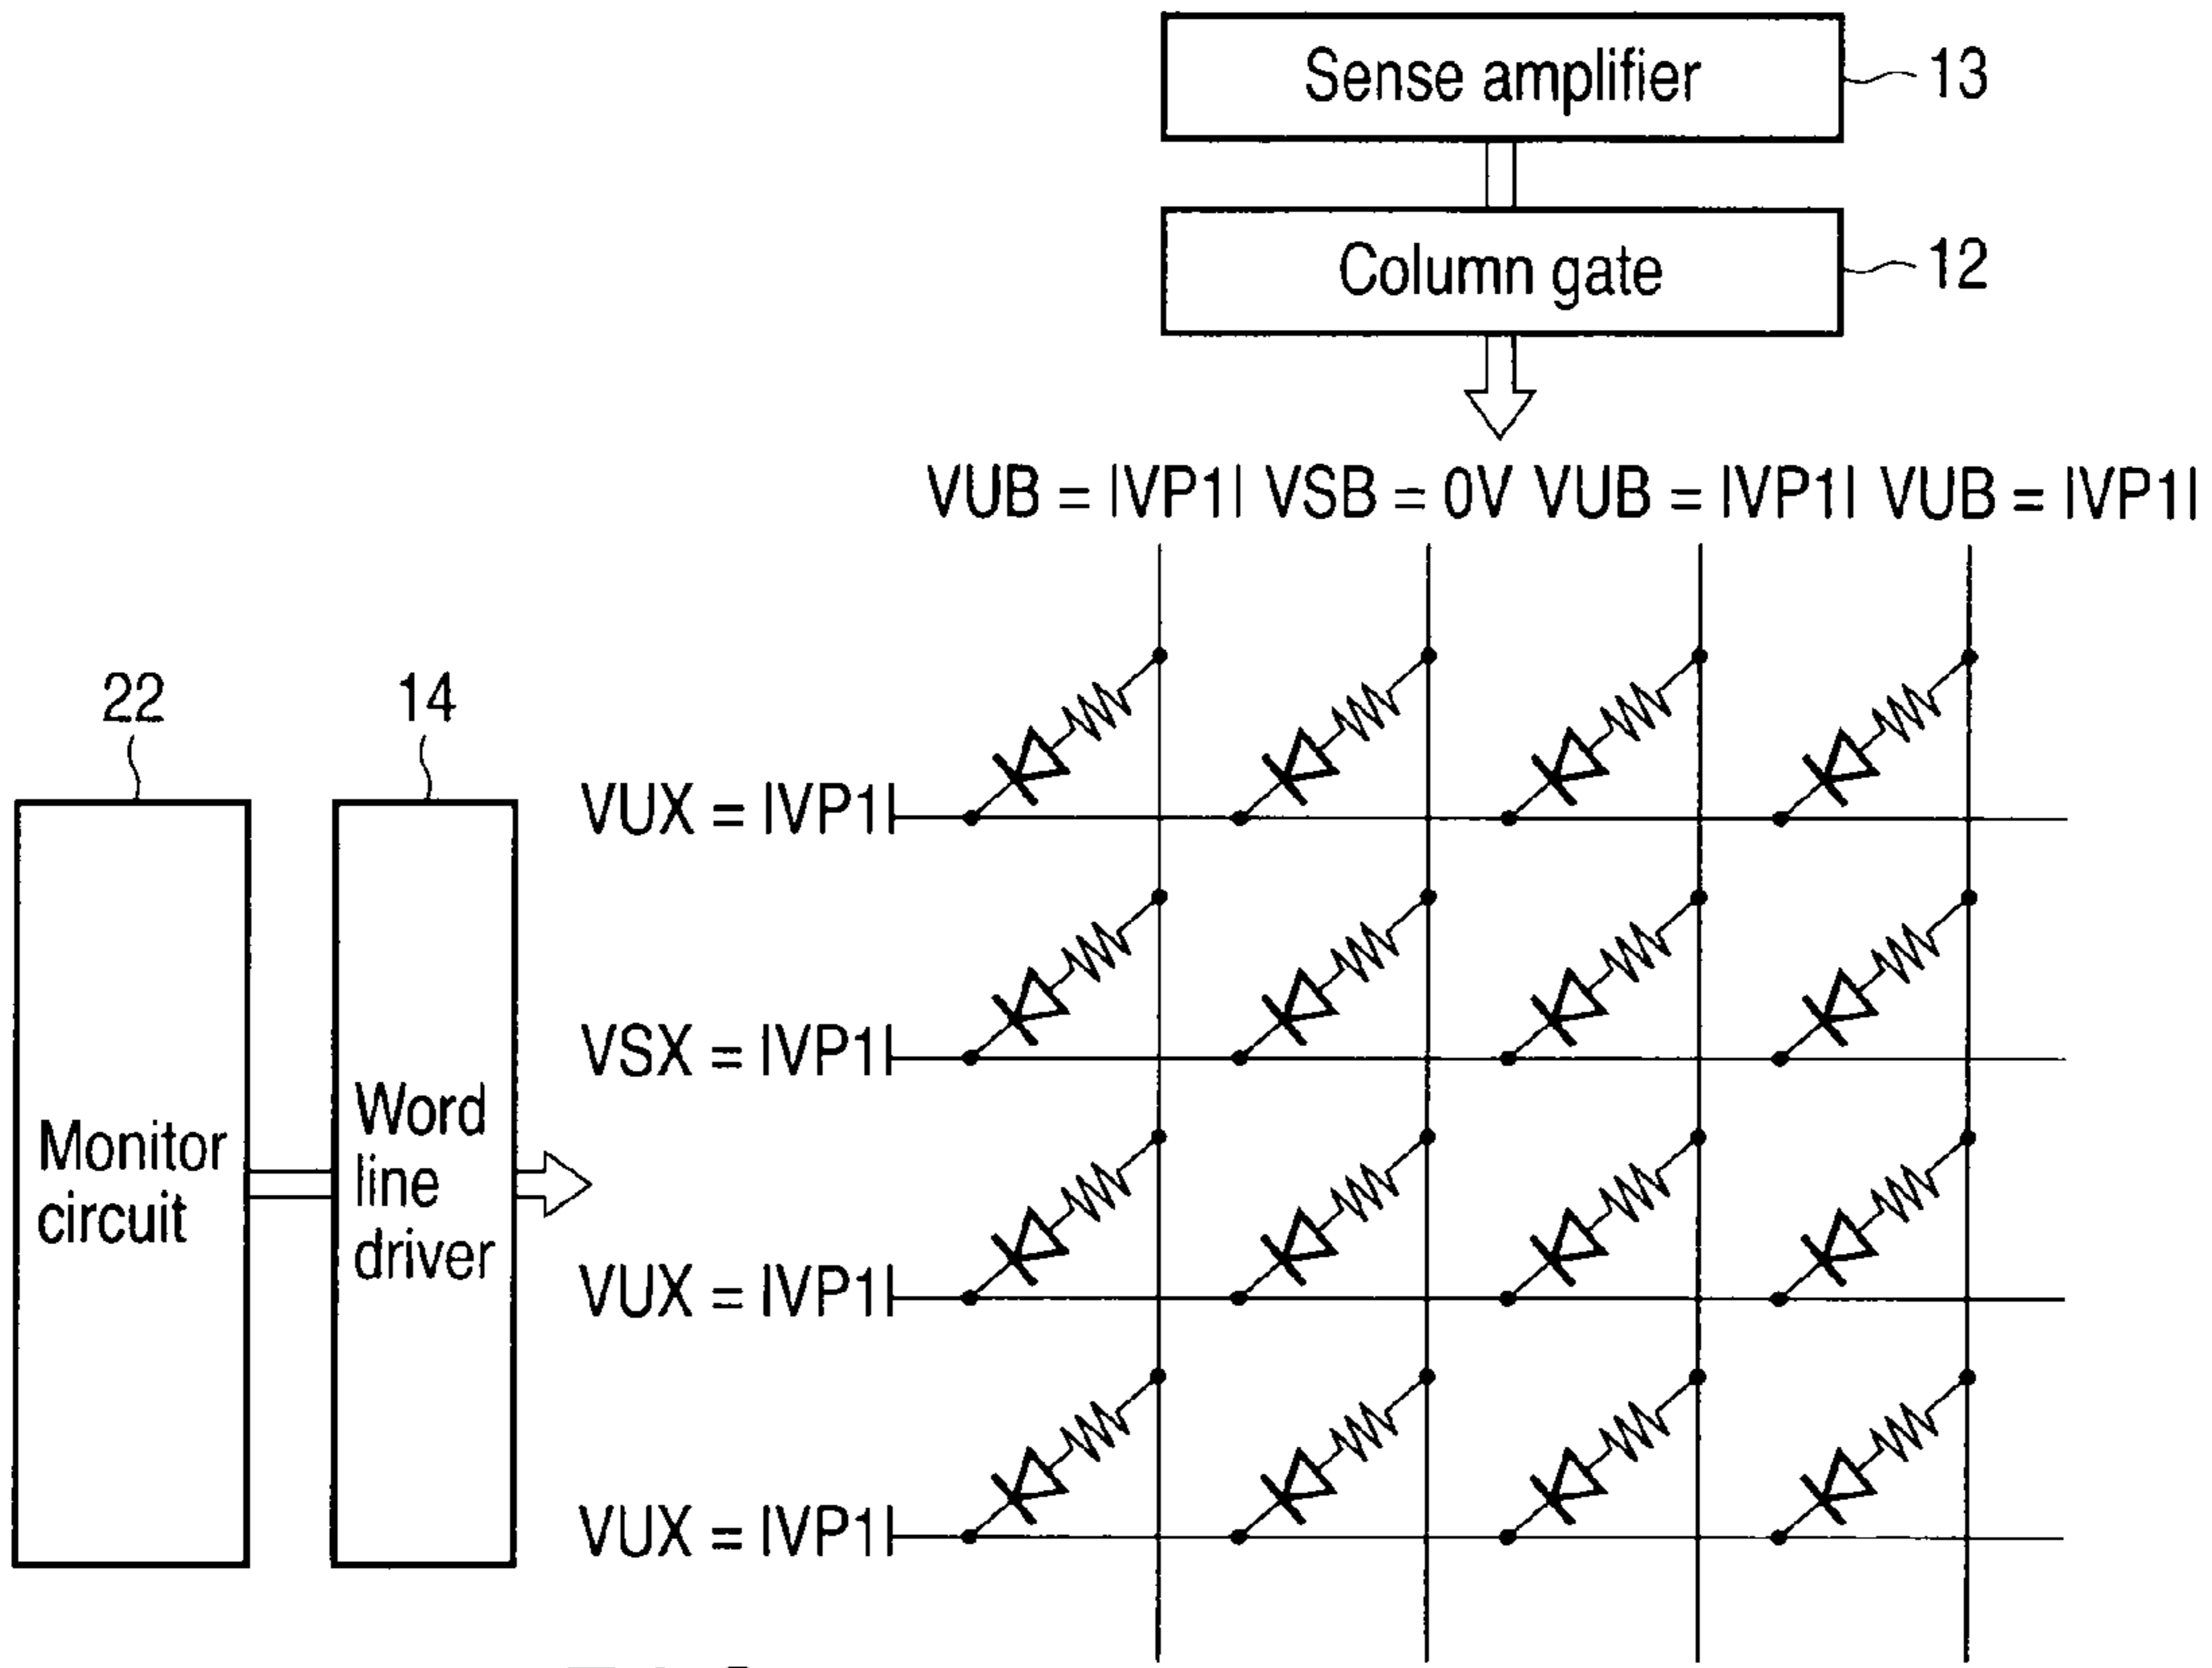 Sense amplifier
13
Column gate
12
VUB = |VP1| VSB = 0V VUB = |VP1| VUB = |VP1|
22
14
VUX = |VP1|
VSX = |VP1|
Monitor
circuit
Word
line
driver
VUX = |VP1|
VUX = |VP1|